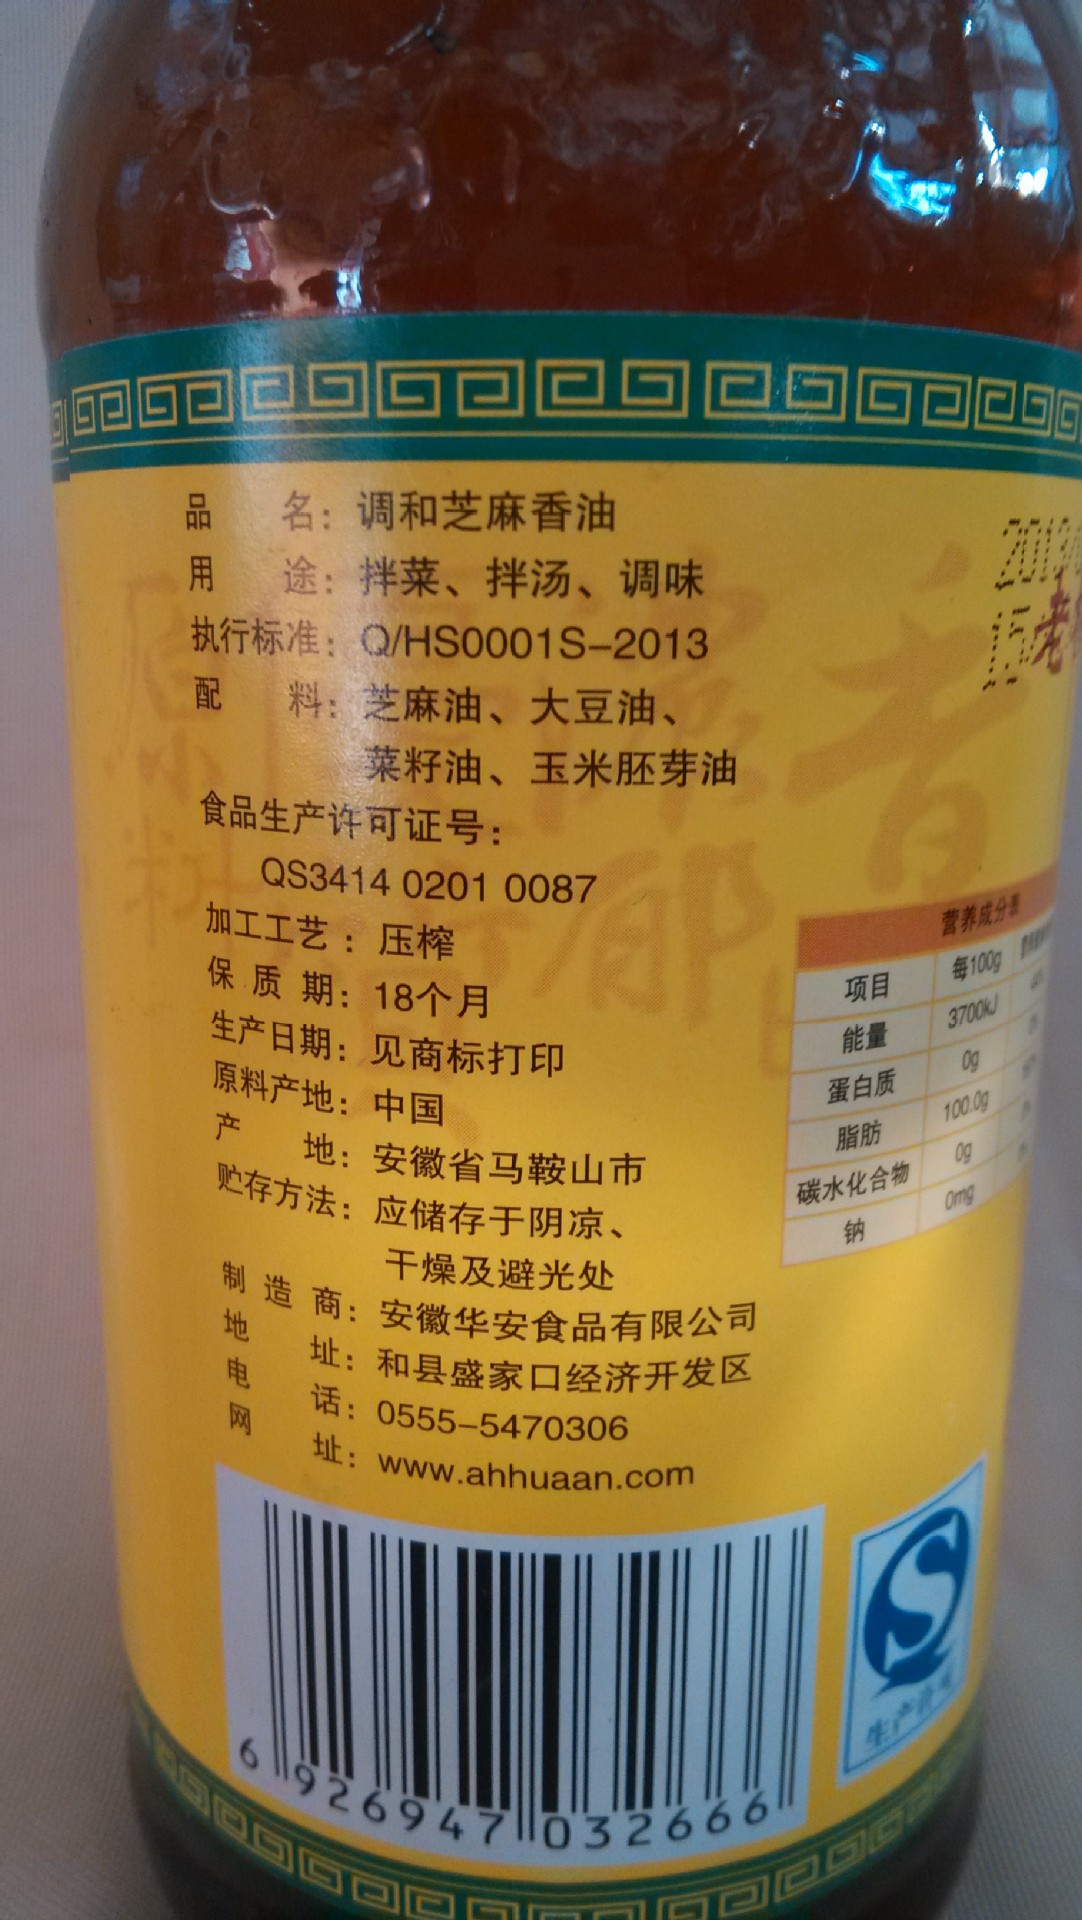 品名：调和芝麻香油
用途：拌菜、拌汤、调味
执行标准：Q/HS0001S-2013
配料：芝麻油、大豆油、
菜籽油、玉米胚芽油
食品生产许可证号：
QS3414 0201 0087
加工工艺：压榨
保质期：18个月
生产日期：见商标打印
原料产地：中国
产地：安徽省马鞍山市
贮存方法：应储存于阴凉、
干燥及避光处
制造商：安徽华安食品有限公司
地址：和县盛家口经济开发区
电话：0555-5470306
网址：www.ahhuaan.com
6 926947 032666
2013
15
老
香
原
料
营养成分表
项目 每100g
能量 3700kJ
蛋白质 0g
脂肪 100.0g
碳水化合物 0g
钠 0mg
生产许可